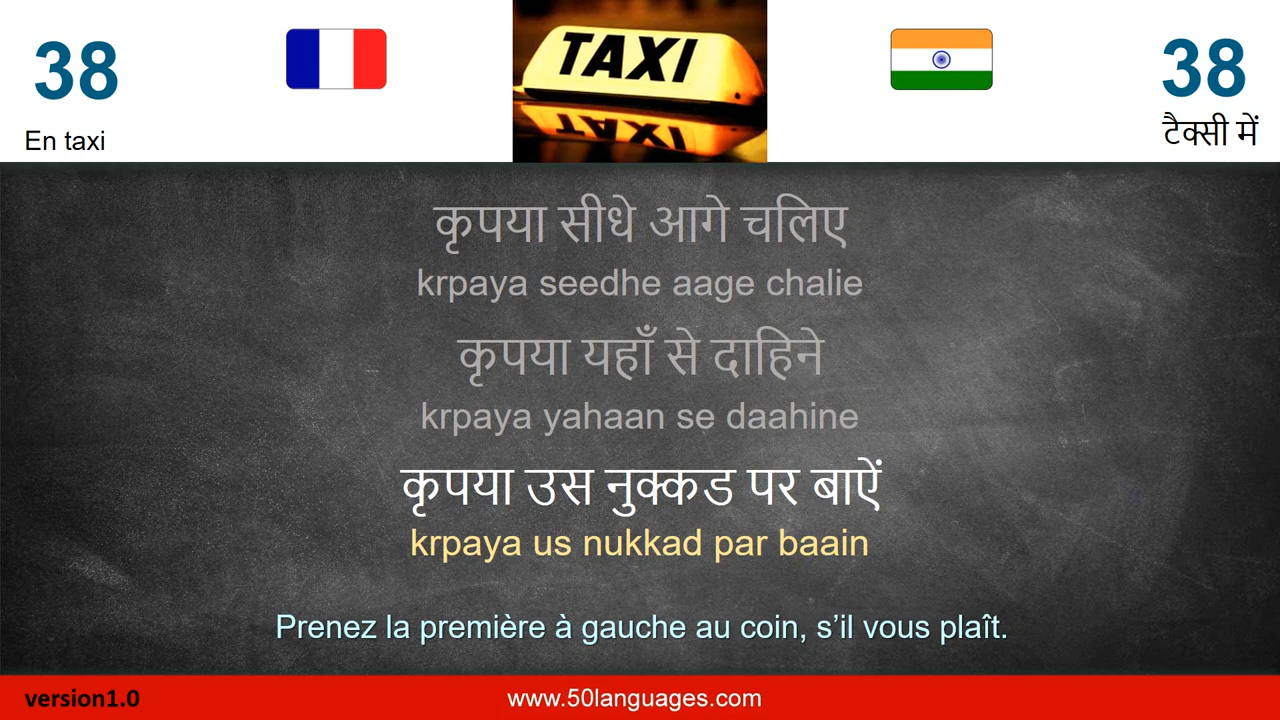 38
En taxi
TAXI
38
टैक्सी में
कृपया सीधे आगे चलिए
krpaya seedhe aage chalie
कृपया यहाँ से दाहिने
krpaya yahaan se daahine
कृपया उस नुक्कड पर बाऐं
krpaya us nukkad par baain
Prenez la première à gauche au coin, s’il vous plaît.
version1.0
www.50languages.com